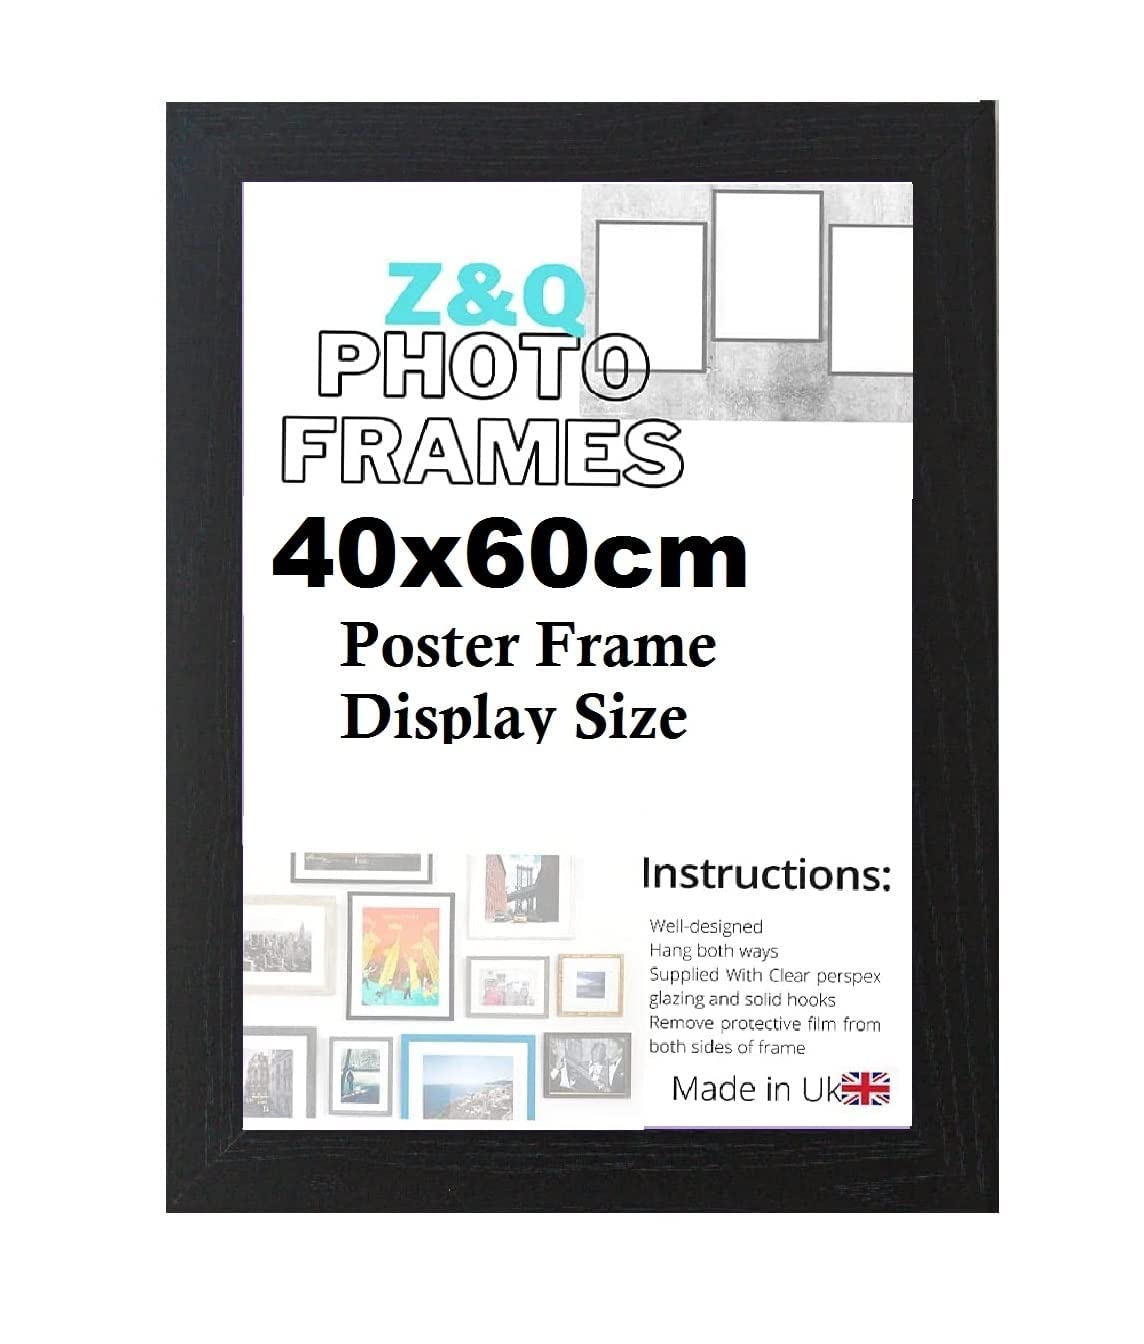 Z&Q
PHOTO
FRAMES
40x60cm
Poster Frame
Display Size
Instructions:
Well-designed
Hang both ways
Supplied With Clear perspex
glazing and solid hooks
Remove protective film from
both sides of frame
Made in Uk